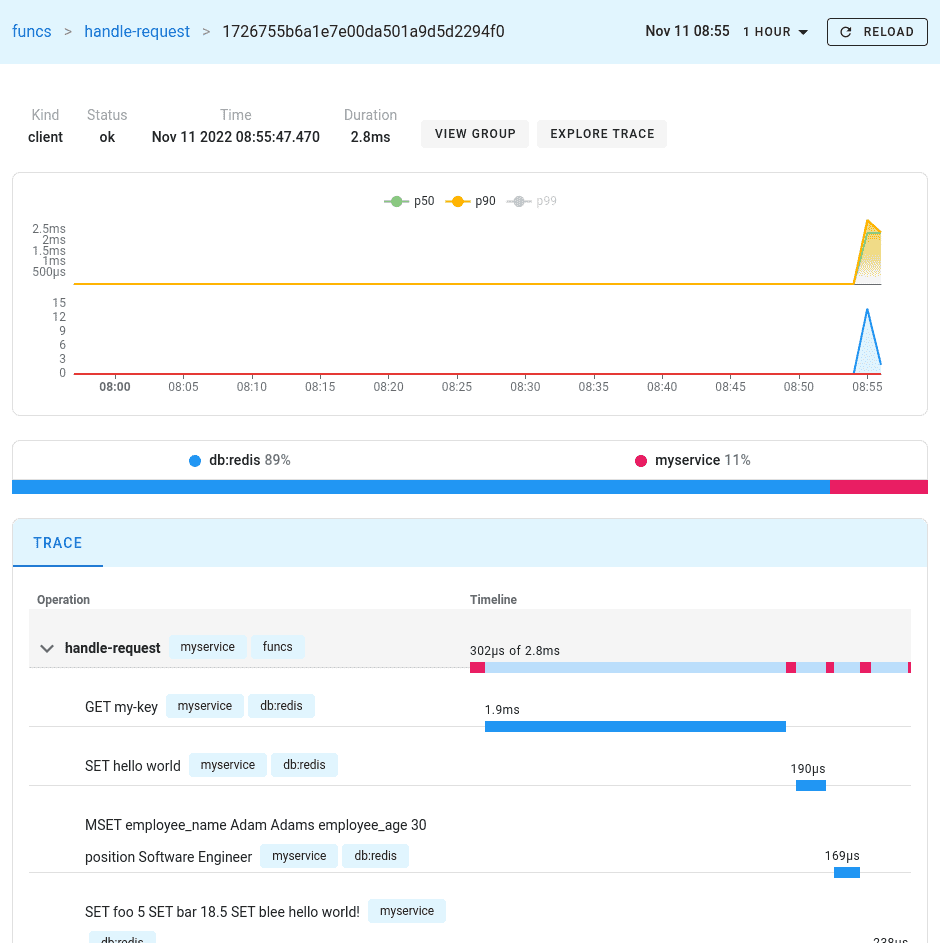 funcs > handle-request > 1726755b6a1e7e00da501a9d5d2294f0 Nov 11 08:55 1 HOUR RELOAD
Kind Status Time Duration
client ok Nov 11 2022 08:55:47.470 2.8ms VIEW GROUP EXPLORE TRACE
p50 p90 p99
2.5ms
2ms
1.5ms
1ms
500µs
15
12
9
6
3
0
08:00 08:05 08:10 08:15 08:20 08:25 08:30 08:35 08:40 08:45 08:50 08:55
db:redis 89% myservice 11%
TRACE
Operation Timeline
handle-request myservice funcs 302µs of 2.8ms
GET my-key myservice db:redis 1.9ms
SET hello world myservice db:redis 190µs
MSET employee_name Adam Adams employee_age 30
position Software Engineer myservice db:redis 169µs
SET foo 5 SET bar 18.5 SET blee hello world! myservice
db:redis 238µs